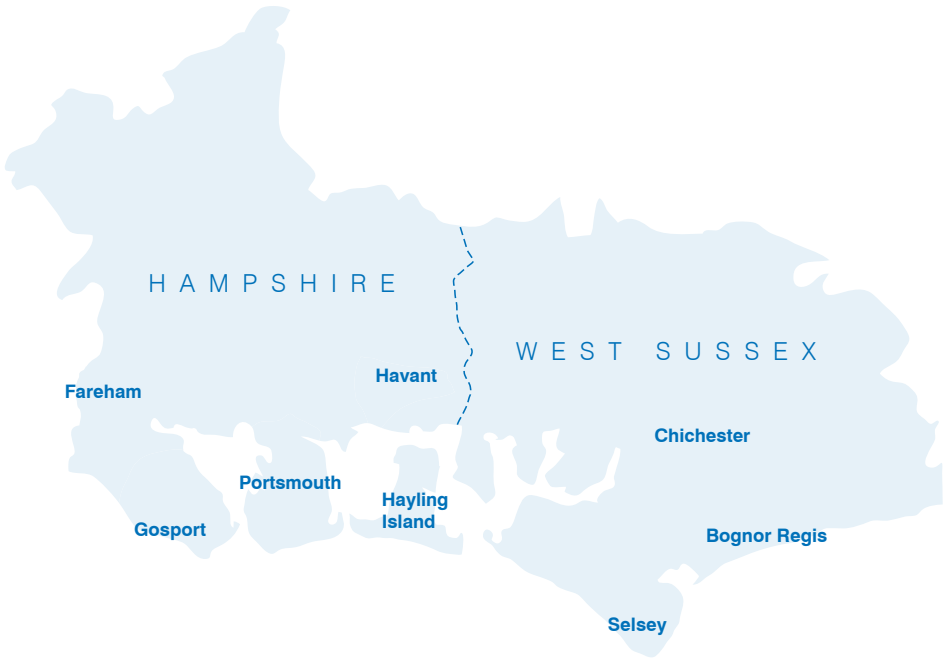 HAMPSHIRE
WEST SUSSEX
Havant
Fareham
Chichester
Portsmouth
Hayling
Island
Gosport
Bognor Regis
Selsey